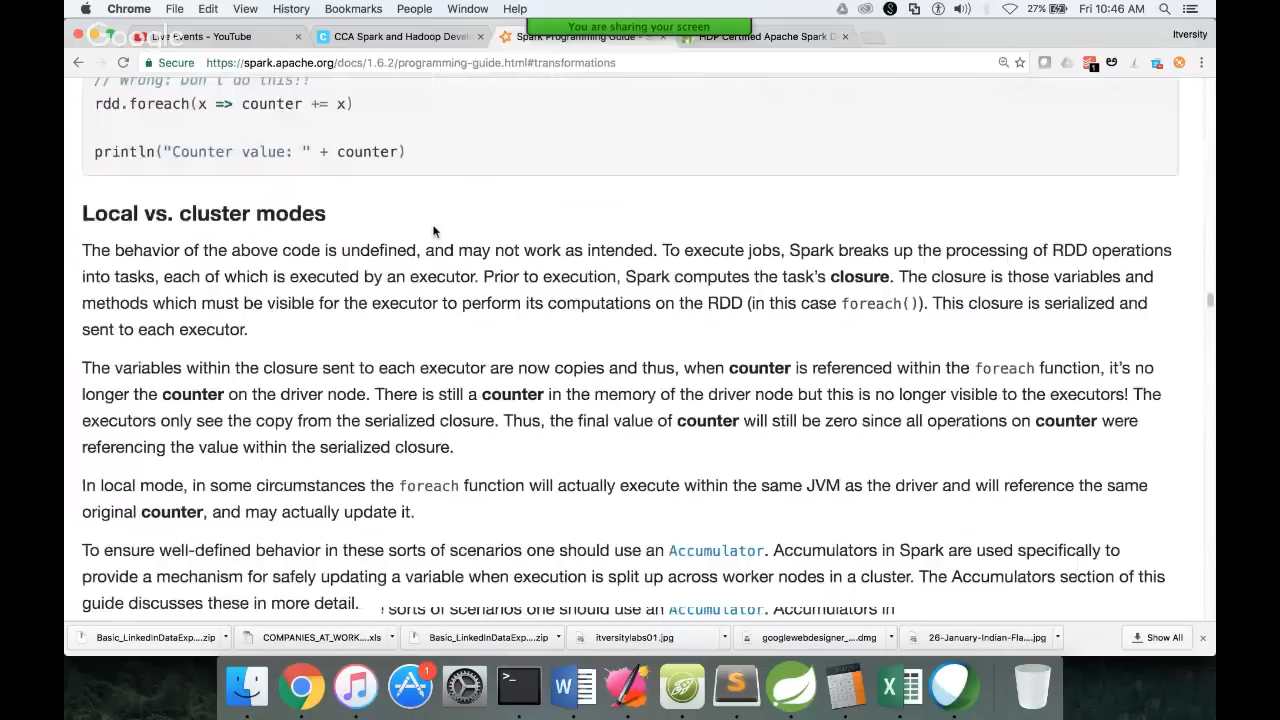 Chrome File Edit View History Bookmarks People Window Help 27% Fri 10:46 AM
You are sharing your screen
Google
Live Events - YouTube × CCA Spark and Hadoop Develo × Spark Programming Guide - HDP Certified Apache Spark D × Itversity
Secure https://spark.apache.org/docs/1.6.2/programming-guide.html#transformations
// Wrong: Don't do this!!
rdd.foreach(x => counter += x)
println("Counter value: " + counter)
Local vs. cluster modes
The behavior of the above code is undefined, and may not work as intended. To execute jobs, Spark breaks up the processing of RDD operations
into tasks, each of which is executed by an executor. Prior to execution, Spark computes the task's closure. The closure is those variables and
methods which must be visible for the executor to perform its computations on the RDD (in this case foreach()). This closure is serialized and
sent to each executor.
The variables within the closure sent to each executor are now copies and thus, when counter is referenced within the foreach function, it's no
longer the counter on the driver node. There is still a counter in the memory of the driver node but this is no longer visible to the executors! The
executors only see the copy from the serialized closure. Thus, the final value of counter will still be zero since all operations on counter were
referencing the value within the serialized closure.
In local mode, in some circumstances the foreach function will actually execute within the same JVM as the driver and will reference the same
original counter, and may actually update it.
To ensure well-defined behavior in these sorts of scenarios one should use an Accumulator. Accumulators in Spark are used specifically to
provide a mechanism for safely updating a variable when execution is split up across worker nodes in a cluster. The Accumulators section of this
guide discusses these in more detail.
sorts of scenarios one should use an Accumulator. Accumulators in
Basic_LinkedInDataExp....zip COMPANIES_AT_WORK....xls Basic_LinkedInDataExp....zip itversitylabs01.jpg googlewebdesigner_....dmg 26-January-Indian-Fla....jpg Show All ×